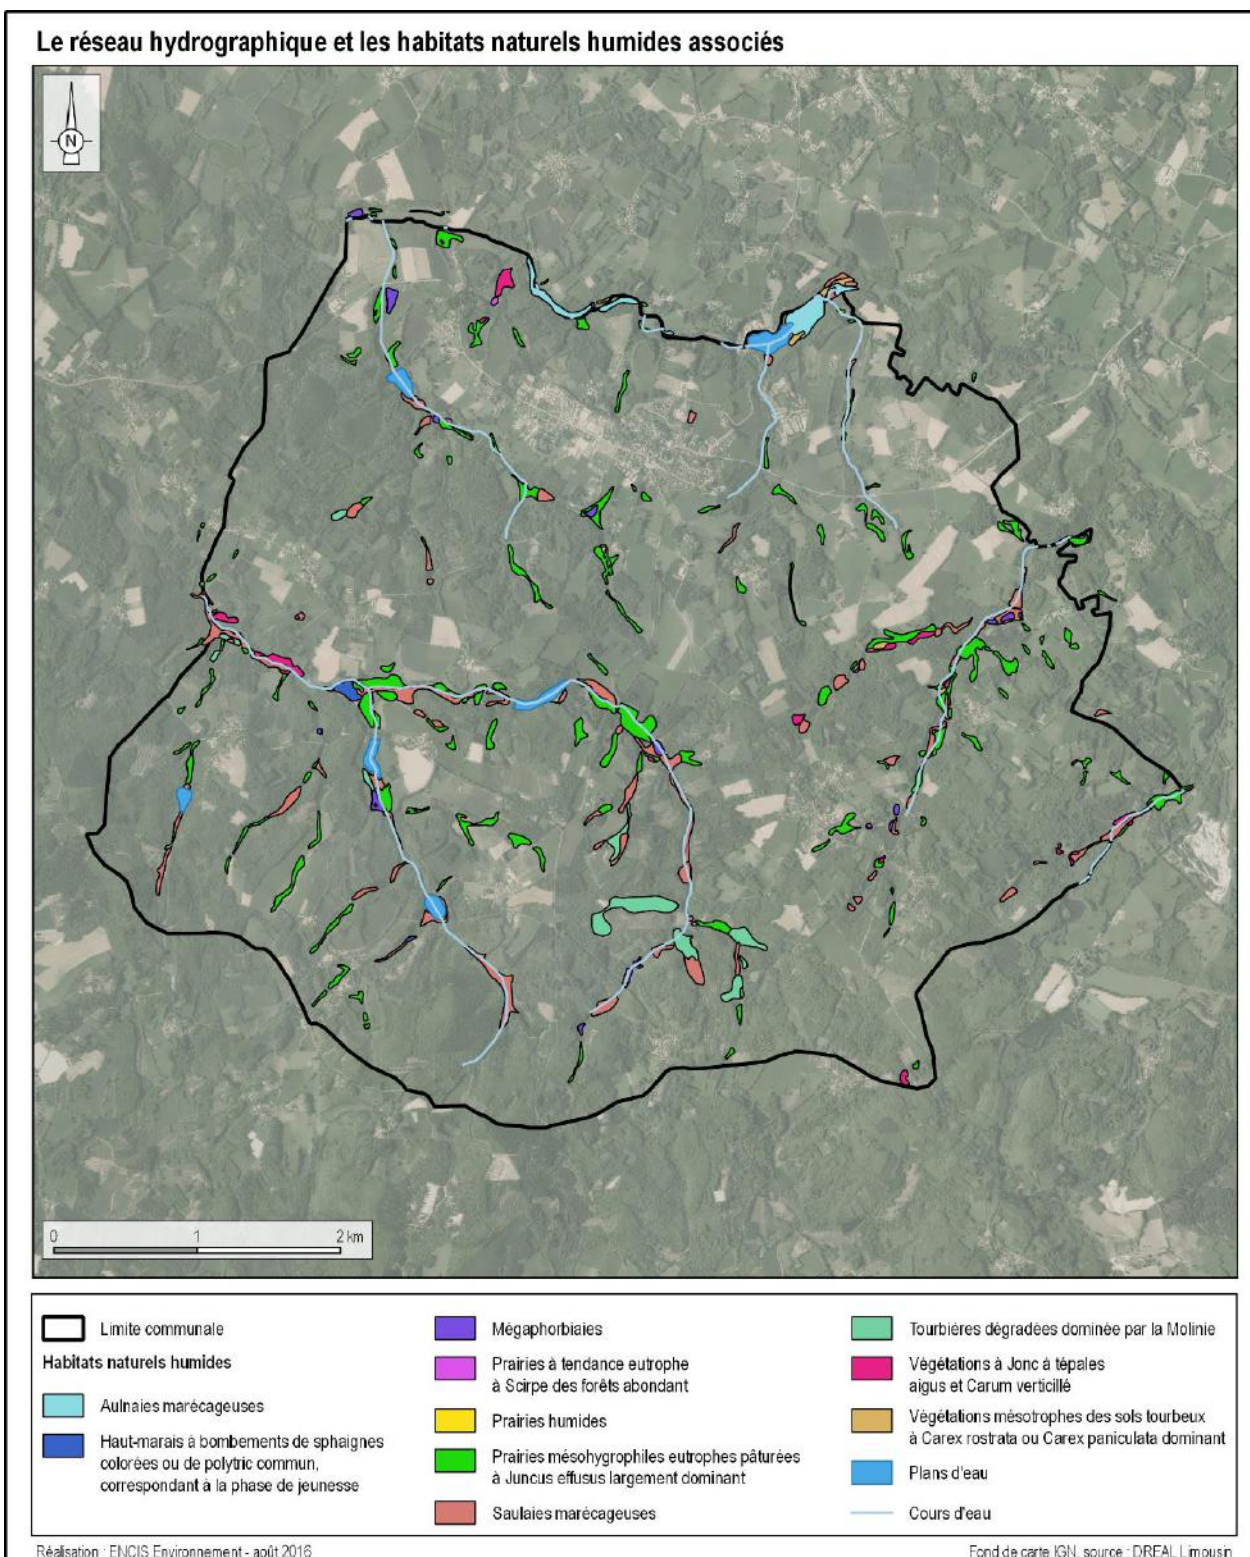 Le réseau hydrographique et les habitats naturels humides associés
N
0 1 2 km
Limite communale
Habitats naturels humides
Aulnaies marécageuses
Haut-marais à bombements de sphaignes
colorées ou de polytric commun,
correspondant à la phase de jeunesse
Mégaphorbiaies
Prairies à tendance eutrophe
à Scirpe des forêts abondant
Prairies humides
Prairies mésohygrophiles eutrophes pâturées
à Juncus effusus largement dominant
Saulaies marécageuses
Tourbières dégradées dominée par la Molinie
Végétations à Jonc à tépales
aigus et Carum verticillé
Végétations mésotrophes des sols tourbeux
à Carex rostrata ou Carex paniculata dominant
Plans d'eau
Cours d'eau
Réalisation : ENCIS Environnement - août 2016
Fond de carte IGN, source : DREAL Limousin